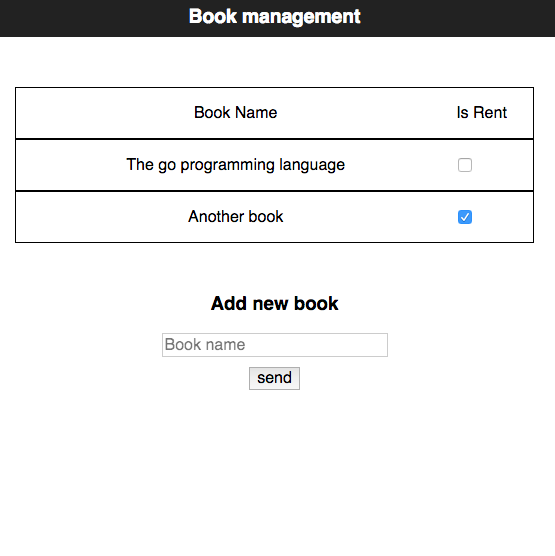 Book management
Book Name Is Rent
The go programming language
Another book
Add new book
Book name
send